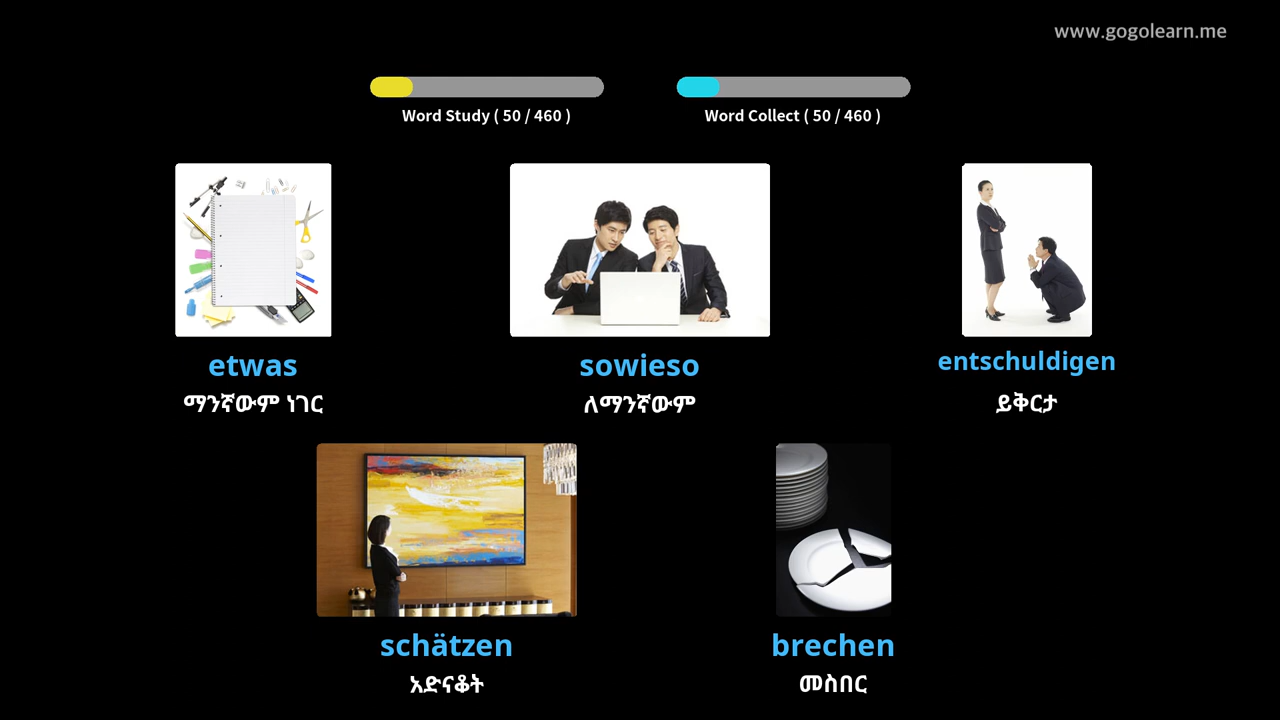 www.gogolearn.me
Word Study ( 50 / 460 )
Word Collect ( 50 / 460 )
etwas
ማንኛውም ነገር
sowieso
ለማንኛውም
entschuldigen
ይቅርታ
schätzen
አድናቆት
brechen
መስበር